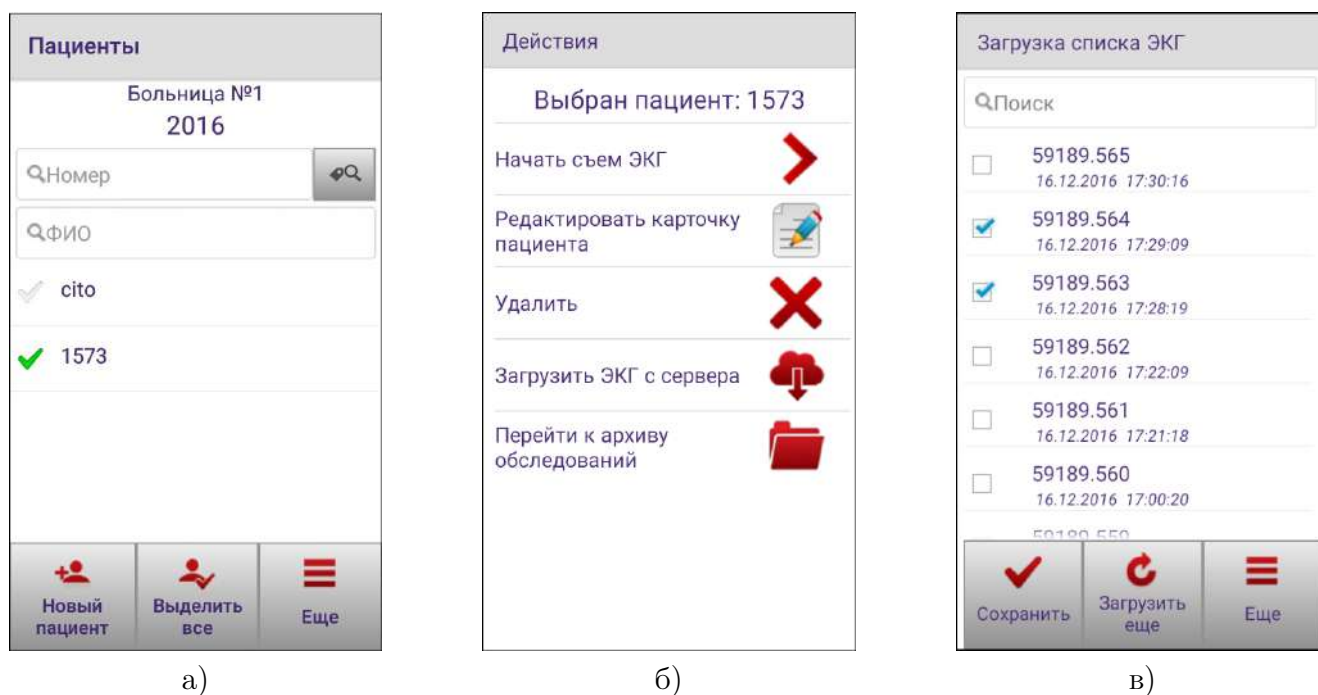 Пациенты
Больница №1
2016
Номер
ФИО
cito
1573
Новый
пациент
Выделить
все
Еще
а)
Действия
Выбран пациент: 1573
Начать съем ЭКГ
Редактировать карточку
пациента
Удалить
Загрузить ЭКГ с сервера
Перейти к архиву
обследований
б)
Загрузка списка ЭКГ
Поиск
59189.565
16.12.2016 17:30:16
59189.564
16.12.2016 17:29:09
59189.563
16.12.2016 17:28:19
59189.562
16.12.2016 17:22:09
59189.561
16.12.2016 17:21:18
59189.560
16.12.2016 17:00:20
59189.559
Сохранить
Загрузить
еще
Еще
в)